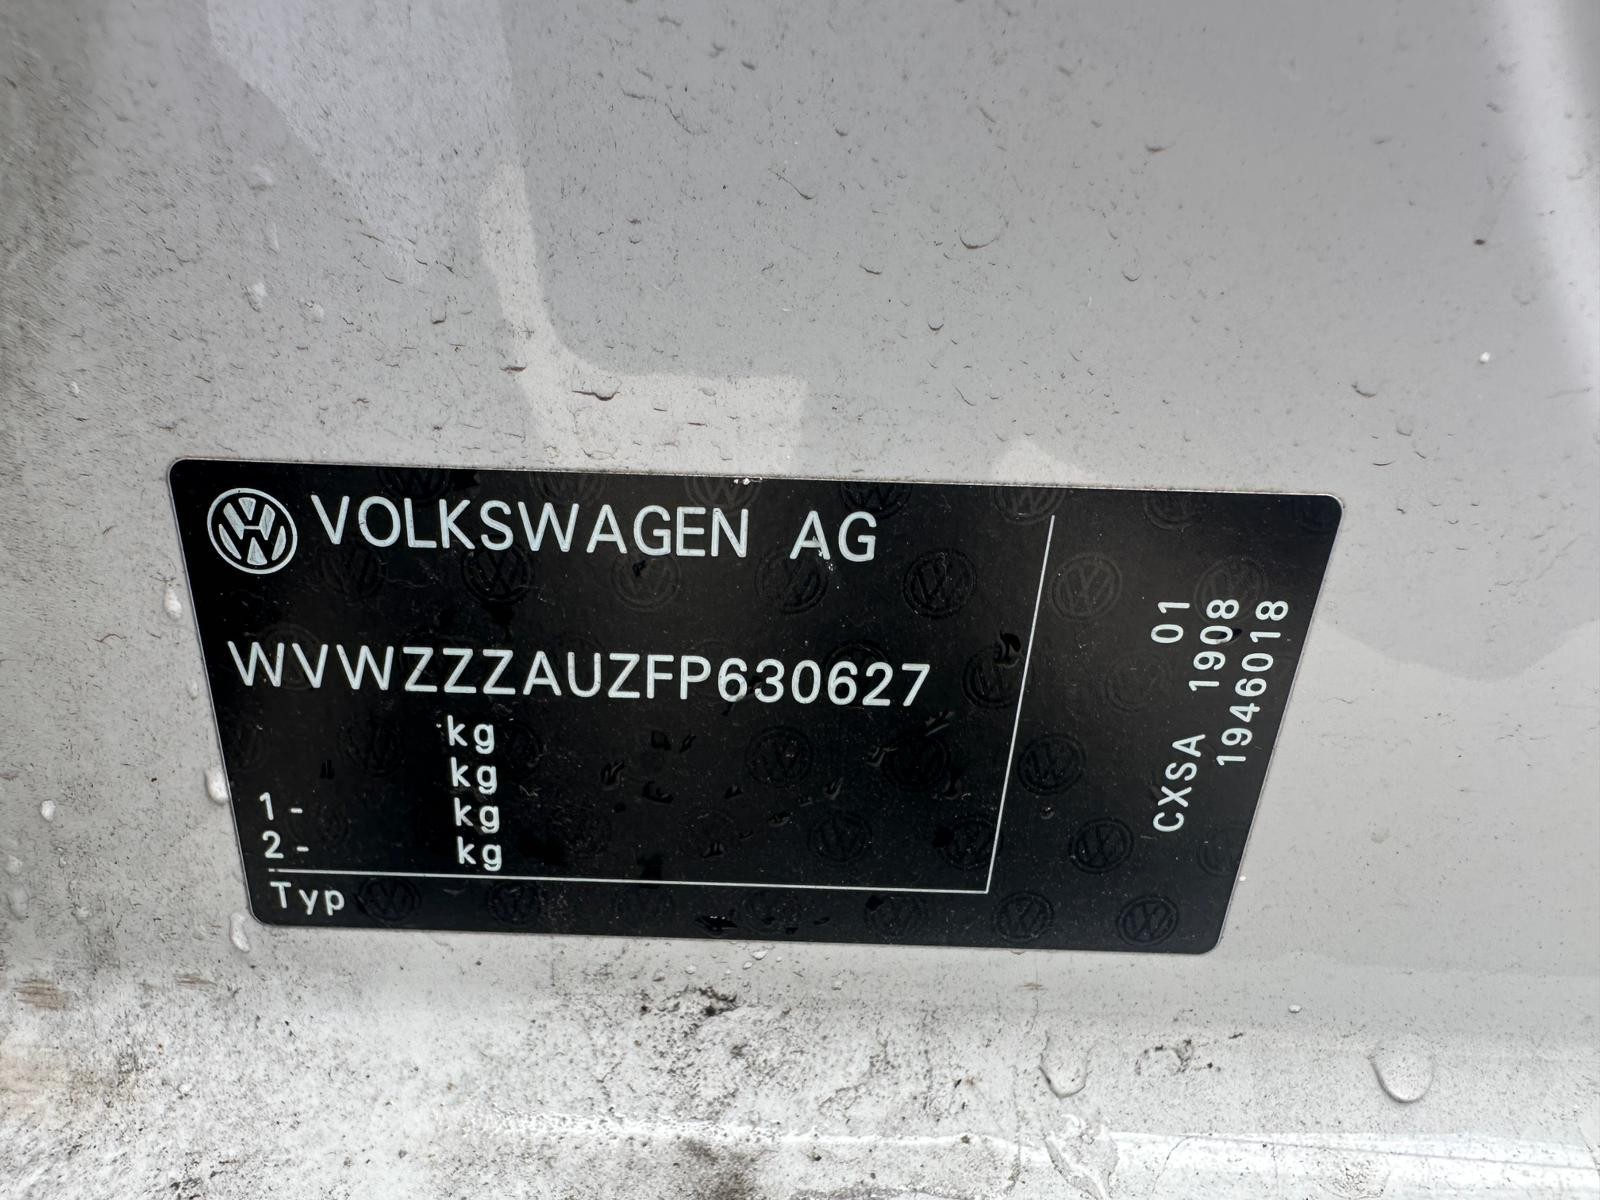 VOLKSWAGEN AG
WVWZZZAUZFP630627
kg
kg
1- kg
2- kg
Typ
01
CXSA 1908
1946018